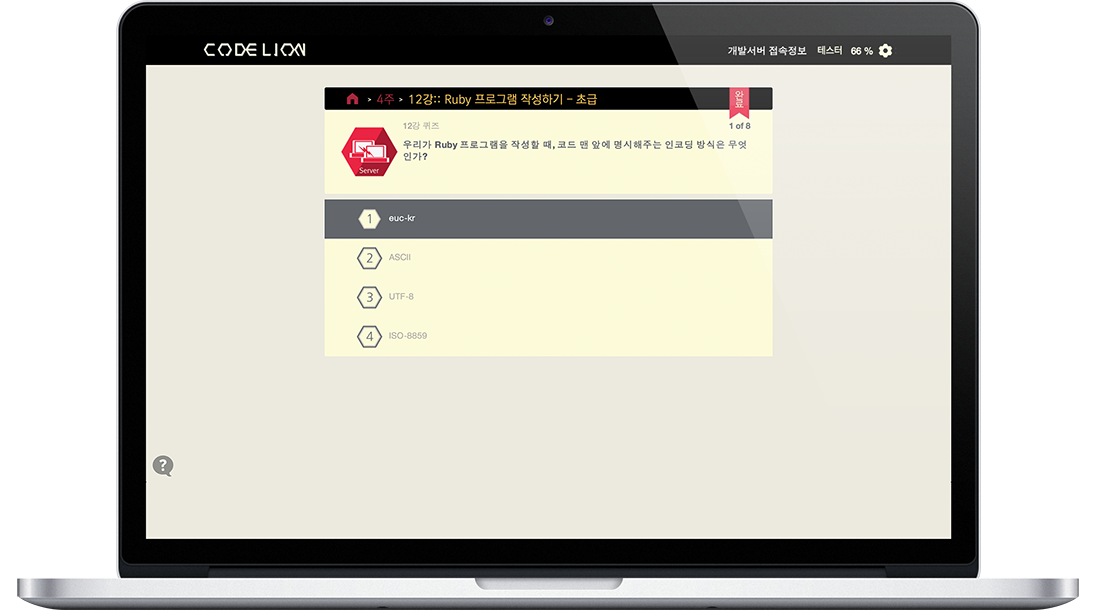 CODE LION
개발서버 접속정보 테스터 66 %
> 4주 > 12강:: Ruby 프로그램 작성하기 - 초급
완료
12강 퀴즈
1 of 8
우리가 Ruby 프로그램을 작성할 때, 코드 맨 앞에 명시해주는 인코딩 방식은 무엇
인가?
Server
1 euc-kr
2 ASCII
3 UTF-8
4 ISO-8859
?